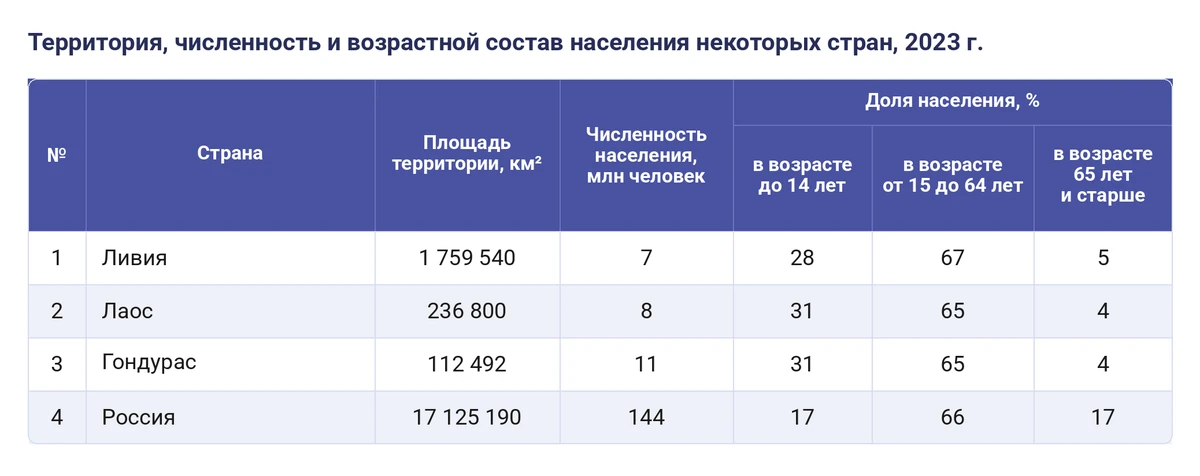 Территория, численность и возрастной состав населения некоторых стран, 2023 г.
№
Страна
Площадь
территории, км²
Численность
населения,
млн человек
Доля населения, %
в возрасте
до 14 лет
в возрасте
от 15 до 64 лет
в возрасте
65 лет
и старше
1 Ливия 1 759 540 7 28 67 5
2 Лаос 236 800 8 31 65 4
3 Гондурас 112 492 11 31 65 4
4 Россия 17 125 190 144 17 66 17